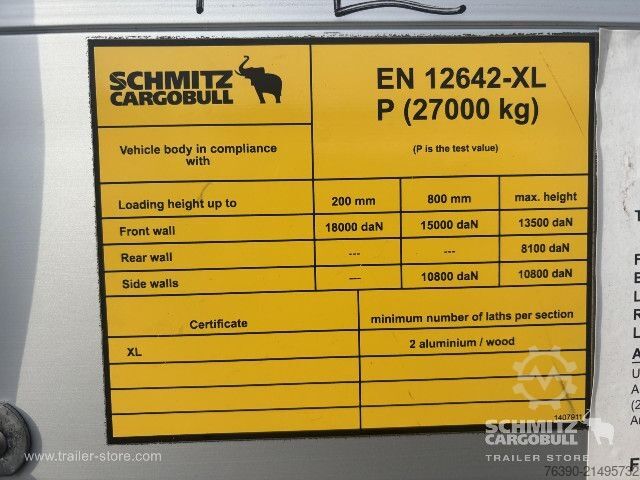 SCHMITZ
CARGOBULL
EN 12642-XL
P (27000 kg)
Vehicle body in compliance
with
(P is the test value)
Loading height up to 200 mm 800 mm max. height
Front wall 18000 daN 15000 daN 13500 daN
Rear wall --- --- 8100 daN
Side walls --- 10800 daN 10800 daN
Certificate minimum number of laths per section
XL 2 aluminium / wood
1407911
SCHMITZ
CARGOBULL
TRAILER STORE
www.trailer-store.com
76390-21495732